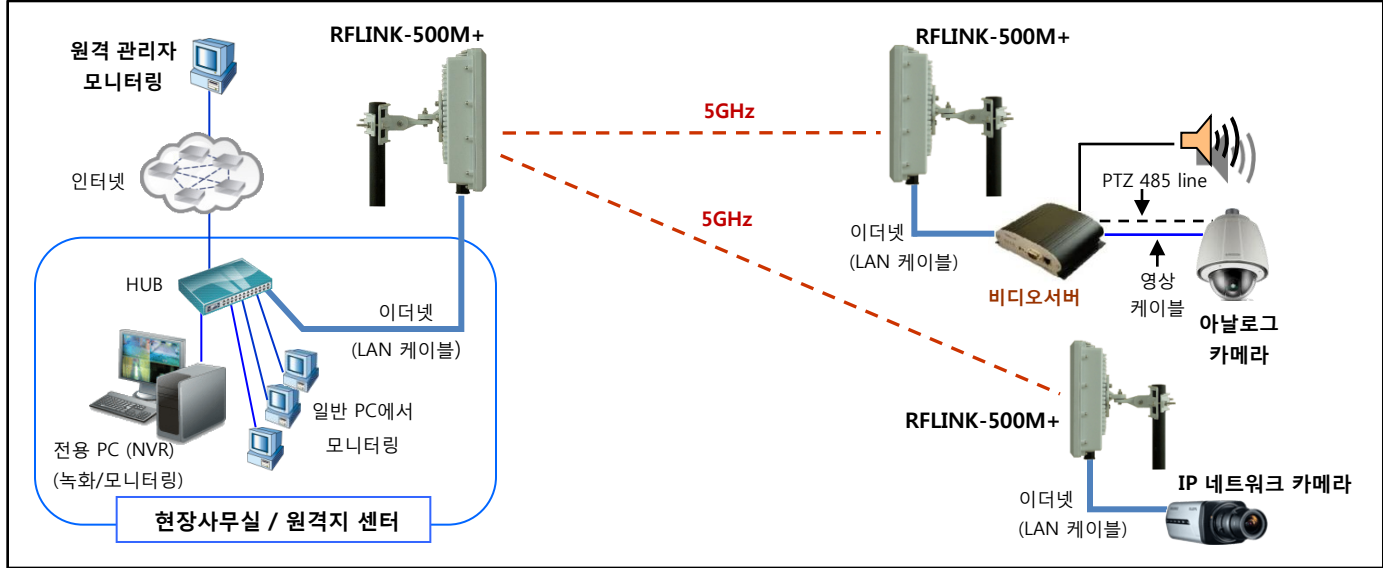 원격 관리자
모니터링
RFLINK-500M+
RFLINK-500M+
5GHz
인터넷
PTZ 485 line
5GHz
이더넷
(LAN 케이블)
비디오서버
영상
케이블
아날로그
카메라
HUB
이더넷
(LAN 케이블)
일반 PC에서
모니터링
전용 PC (NVR)
(녹화/모니터링)
현장사무실 / 원격지 센터
RFLINK-500M+
IP 네트워크 카메라
이더넷
(LAN 케이블)